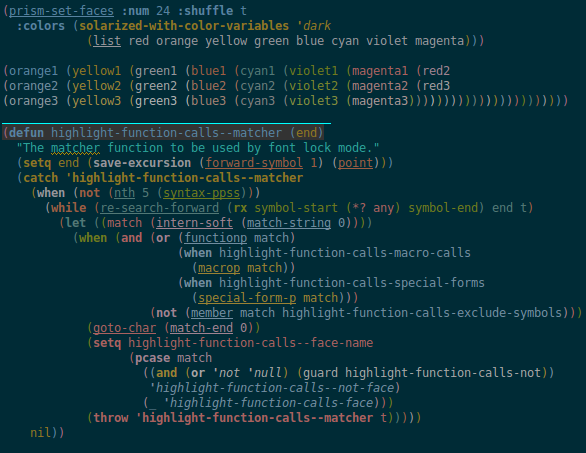 (prism-set-faces :num 24 :shuffle t
:colors (solarized-with-color-variables 'dark
(list red orange yellow green blue cyan violet magenta)))
(orange1 (yellow1 (green1 (blue1 (cyan1 (violet1 (magenta1 (red2
(orange2 (yellow2 (green2 (blue2 (cyan2 (violet2 (magenta2 (red3
(orange3 (yellow3 (green3 (blue3 (cyan3 (violet3 (magenta3)))))))))))))))))))))))
(defun highlight-function-calls--matcher (end)
"The matcher function to be used by font lock mode."
(setq end (save-excursion (forward-symbol 1) (point)))
(catch 'highlight-function-calls--matcher
(when (not (nth 5 (syntax-ppss)))
(while (re-search-forward (rx symbol-start (*? any) symbol-end) end t)
(let ((match (intern-soft (match-string 0))))
(when (and (or (functionp match)
(when highlight-function-calls-macro-calls
(macrop match))
(when highlight-function-calls-special-forms
(special-form-p match)))
(not (member match highlight-function-calls-exclude-symbols)))
(goto-char (match-end 0))
(setq highlight-function-calls--face-name
(pcase match
((and (or 'not 'null) (guard highlight-function-calls-not))
'highlight-function-calls--not-face)
(_ 'highlight-function-calls-face)))
(throw 'highlight-function-calls--matcher t)))))
nil))